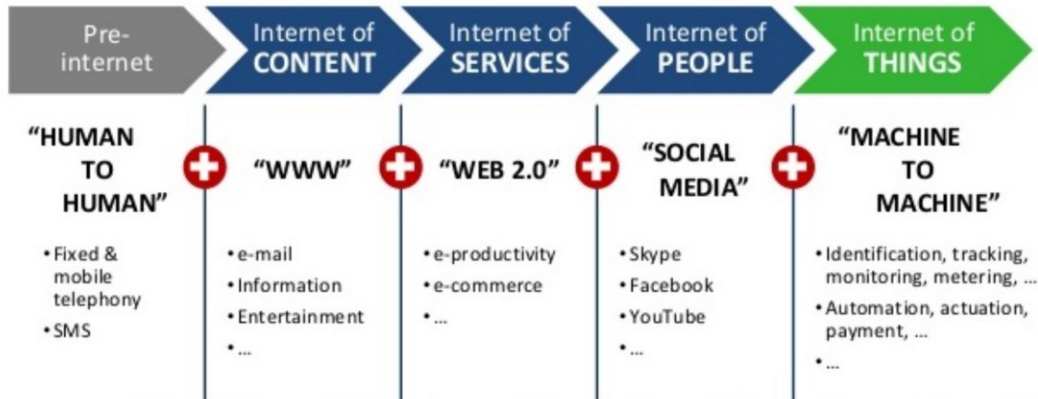 Pre-
internet
Internet of
CONTENT
Internet of
SERVICES
Internet of
PEOPLE
Internet of
THINGS
“HUMAN
TO
HUMAN”
“WWW”
“WEB 2.0”
“SOCIAL
MEDIA”
“MACHINE
TO
MACHINE”
•Fixed &
mobile
telephony
•SMS
•e-mail
•Information
•Entertainment
•...
•e-productivity
•e-commerce
•...
•Skype
•Facebook
•YouTube
•...
•Identification, tracking,
monitoring, metering, ...
•Automation, actuation,
payment, ...
•...